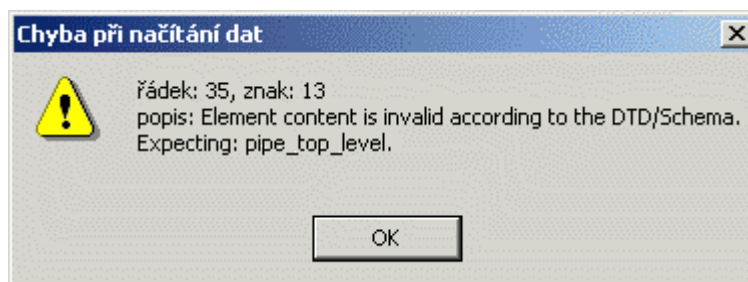 Chyba při načítání dat
řádek: 35, znak: 13
popis: Element content is invalid according to the DTD/Schema.
Expecting: pipe_top_level.
OK